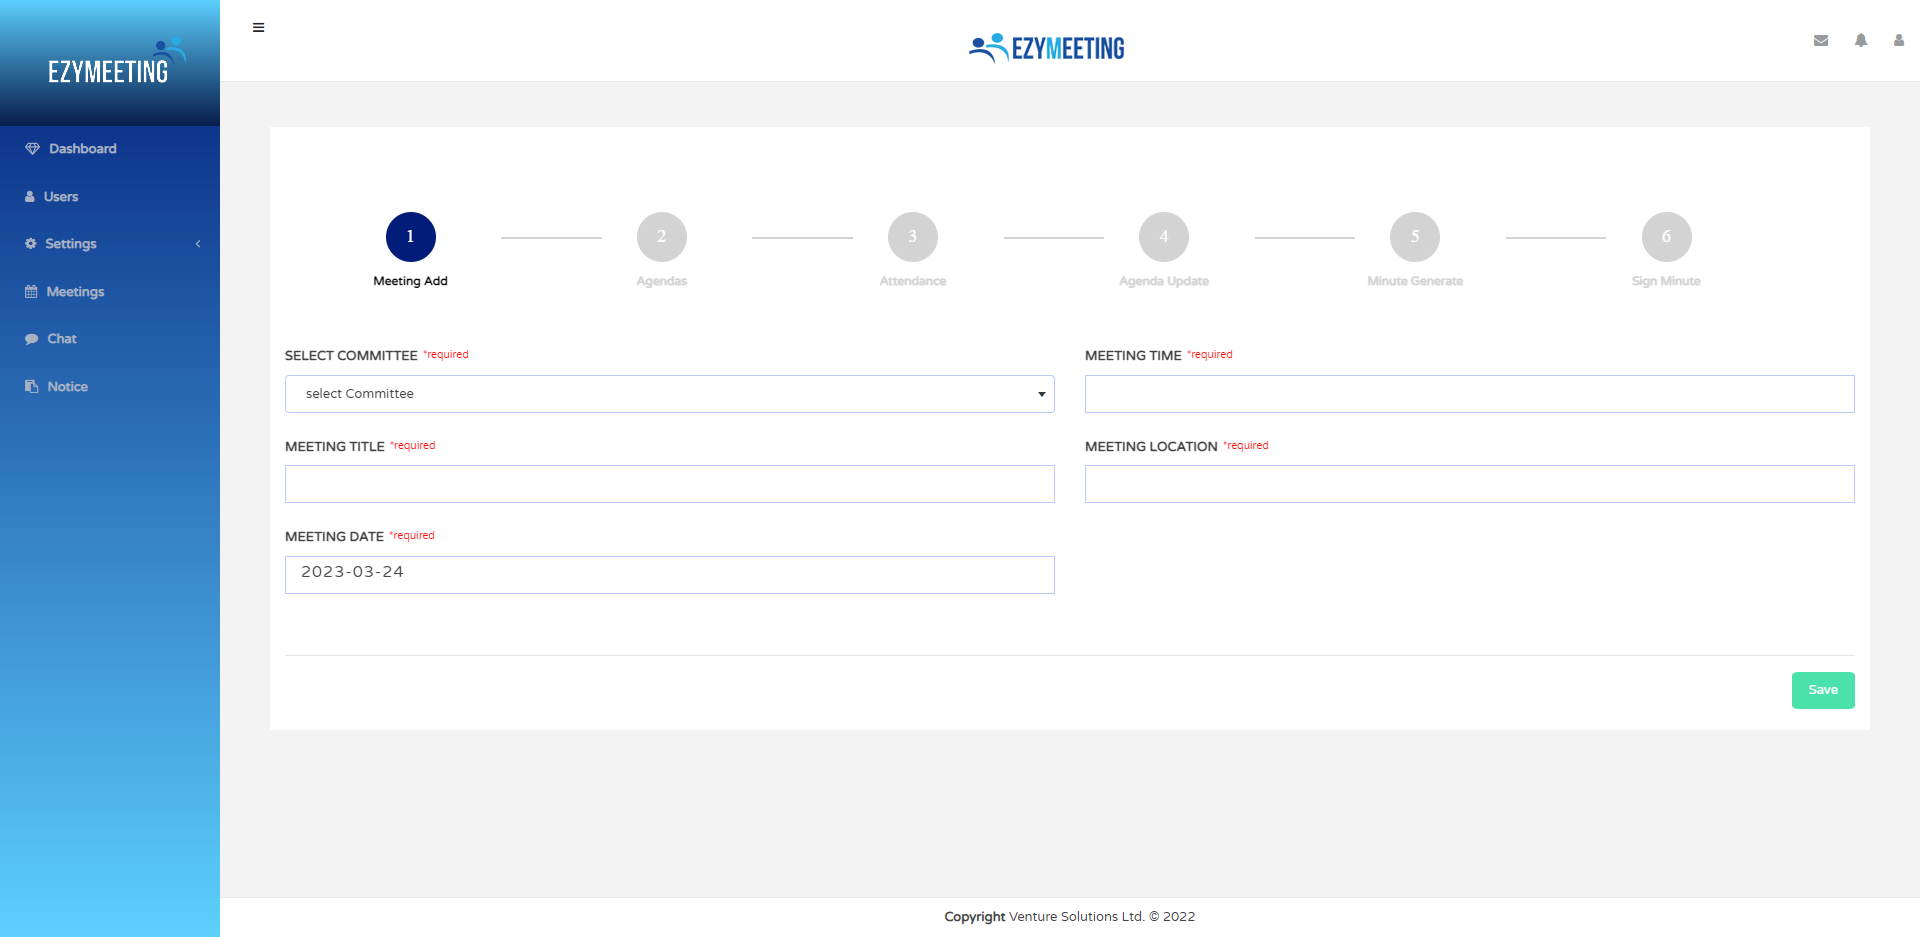 EZYMEETING
EZYMEETING
Dashboard
Users
Settings
Meetings
Chat
Notice
1
2
3
4
5
6
Meeting Add
Agendas
Attendance
Agenda Update
Minute Generate
Sign Minute
SELECT COMMITTEE *required
select Committee
MEETING TIME *required
MEETING TITLE *required
MEETING LOCATION *required
MEETING DATE *required
2023-03-24
Save
Copyright Venture Solutions Ltd. © 2022